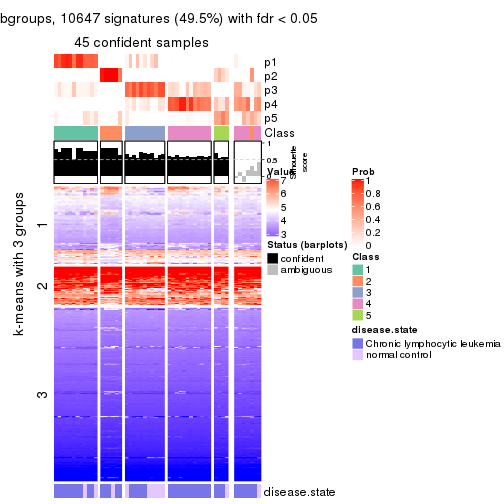 bgroups, 10647 signatures (49.5%) with fdr < 0.05
45 confident samples
p1
p2
p3
p4
p5
Class
1
0.5
0
Silhouette
score
k-means with 3 groups
1
2
3
Value
7
6
5
4
3
Status (barplots)
confident
ambiguous
Prob
1
0.8
0.6
0.4
0.2
0
Class
1
2
3
4
5
disease.state
Chronic lymphocytic leukemia
normal control
disease.state